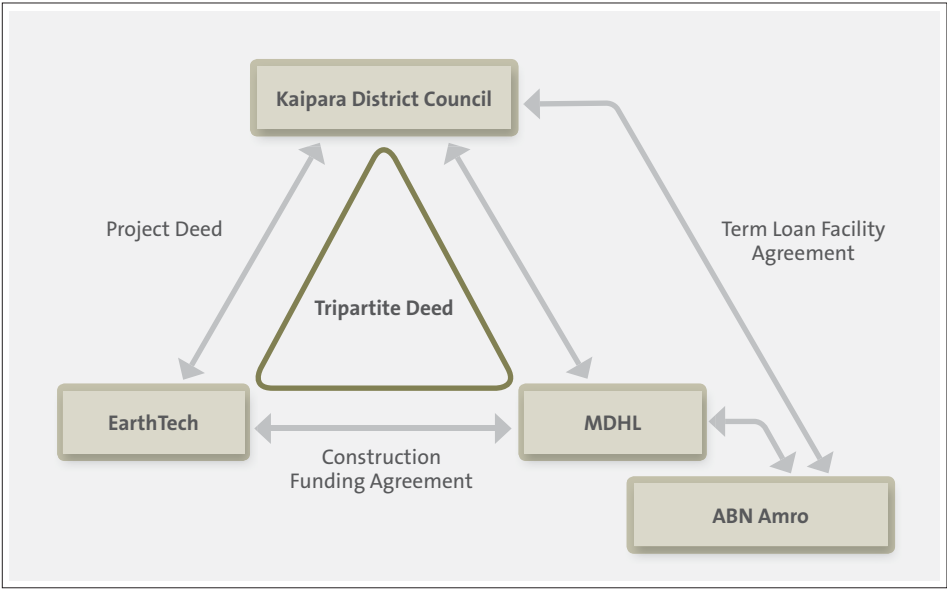 Kaipara District Council
Project Deed
Term Loan Facility
Agreement
Tripartite Deed
EarthTech
MDHL
Construction
Funding Agreement
ABN Amro